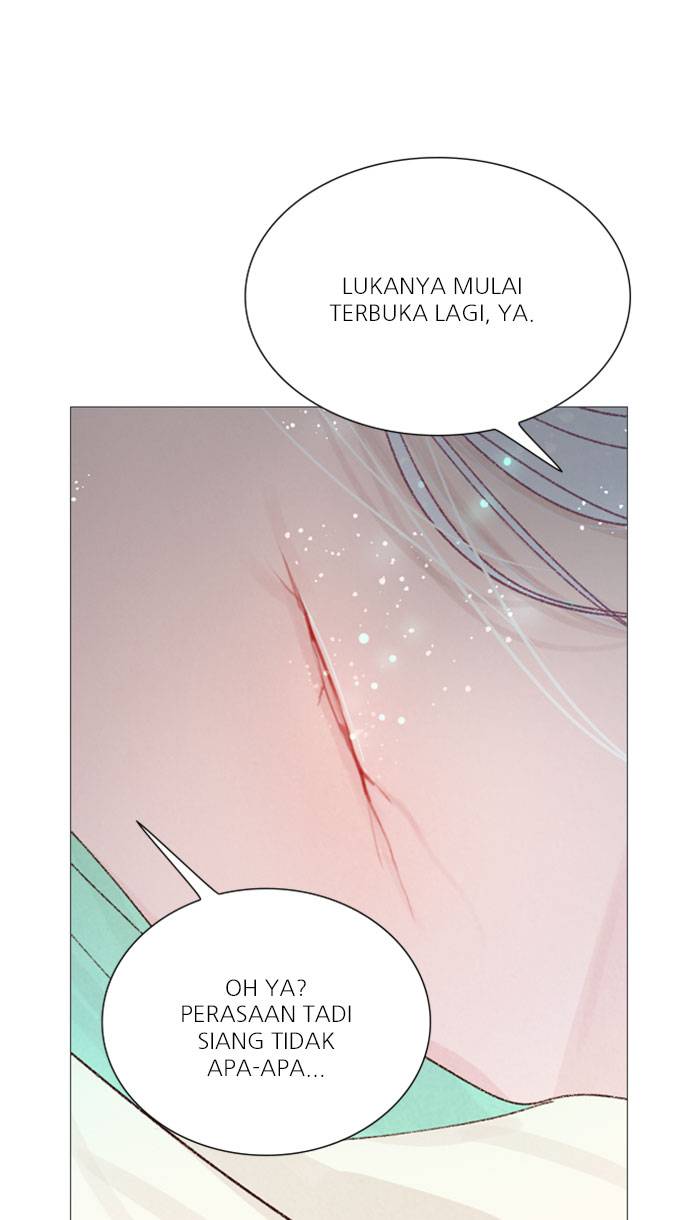 LUKANYA MULAI
TERBUKA LAGI, YA.
OH YA?
PERASAAN TADI
SIANG TIDAK
APA-APA...